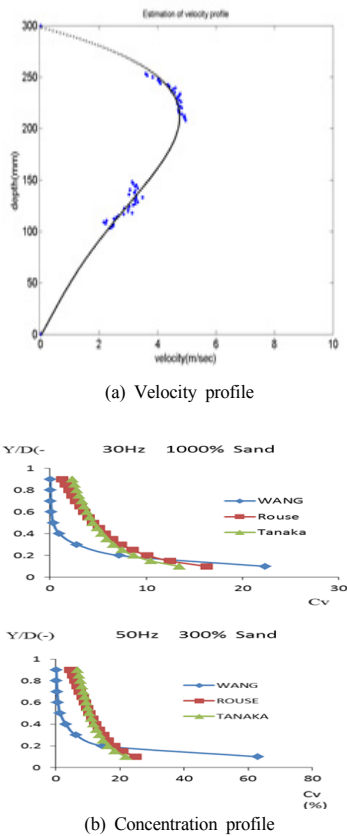 Estimation of velocity profile
300
250
200
150
100
50
0
depth(mm)
0 2 4 6 8 10
velocity(m/sec)
(a) Velocity profile
Y/D(- 30Hz 1000% Sand
1
0.8
0.6
0.4
0.2
0
WANG
Rouse
Tanaka
0 10 20 30
Cv
Y/D(-) 50Hz 300% Sand
1
0.8
0.6
0.4
0.2
0
WANG
ROUSE
TANAKA
0 20 40 60 80
Cv
(%)
(b) Concentration profile